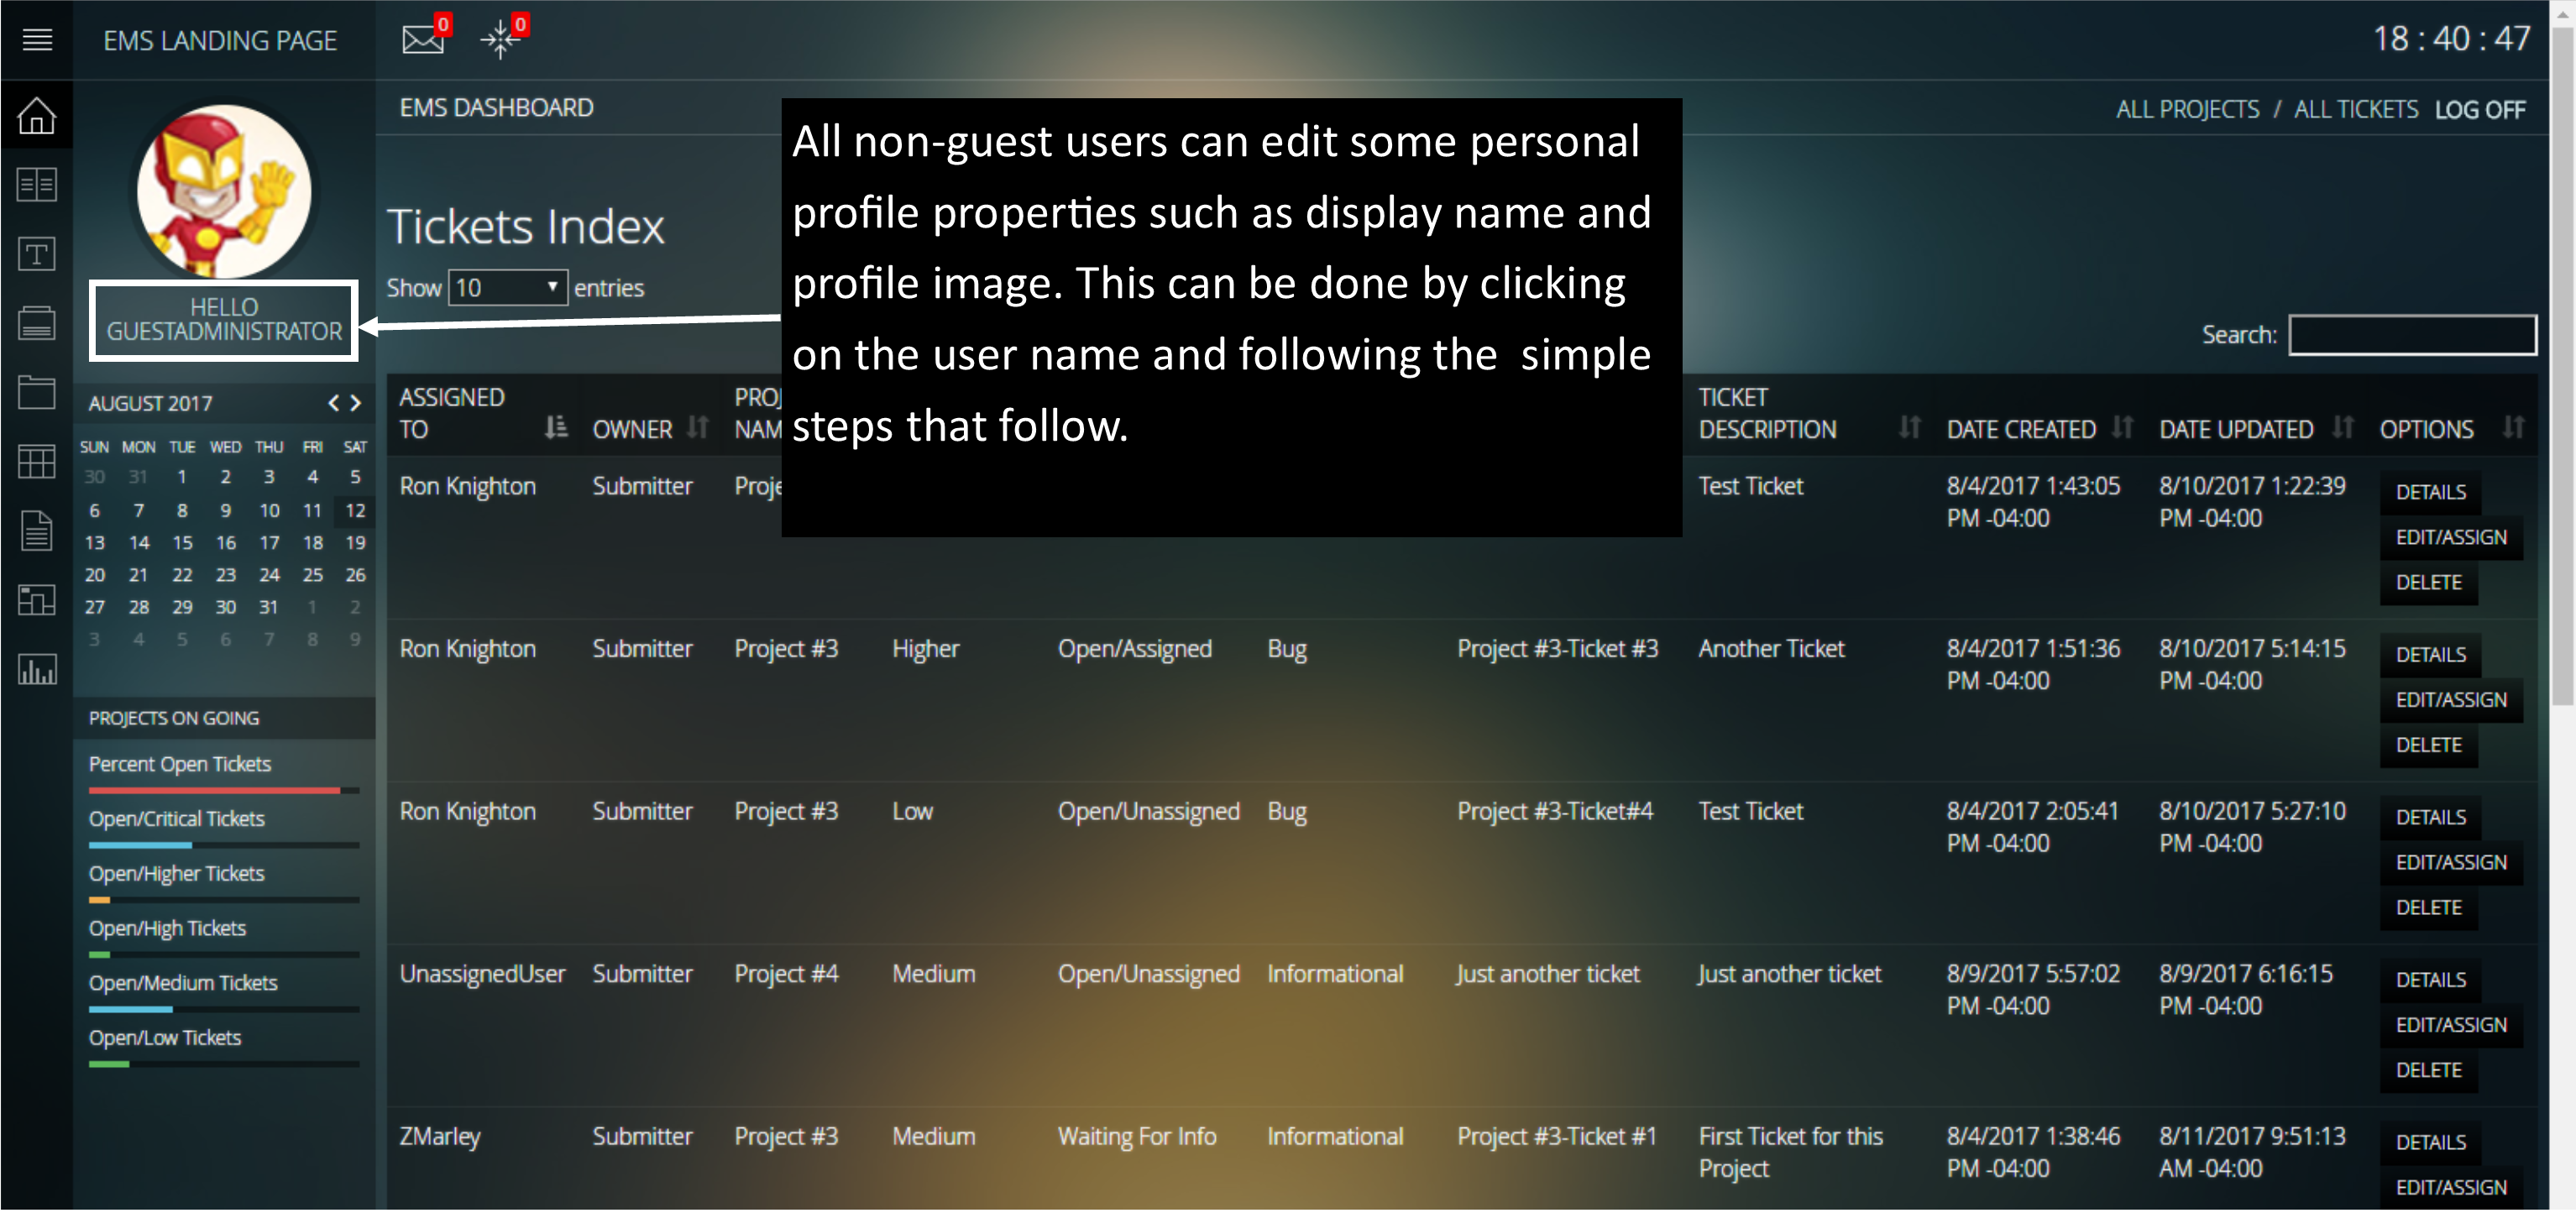 EMS LANDING PAGE
0
0
18 : 40 : 47
EMS DASHBOARD
ALL PROJECTS / ALL TICKETS LOG OFF
All non-guest users can edit some personal
profile properties such as display name and
profile image. This can be done by clicking
on the user name and following the simple
steps that follow.
HELLO
GUESTADMINISTRATOR
AUGUST 2017 < >
SUN MON TUE WED THU FRI SAT
30 31 1 2 3 4 5
6 7 8 9 10 11 12
13 14 15 16 17 18 19
20 21 22 23 24 25 26
27 28 29 30 31 1 2
3 4 5 6 7 8 9
PROJECTS ON GOING
Percent Open Tickets
Open/Critical Tickets
Open/Higher Tickets
Open/High Tickets
Open/Medium Tickets
Open/Low Tickets
Tickets Index
Show 10 entries
Search:
ASSIGNED TICKET
TO OWNER DESCRIPTION DATE CREATED DATE UPDATED OPTIONS
Ron Knighton Submitter Test Ticket 8/4/2017 1:43:05 8/10/2017 1:22:39 DETAILS
PM -04:00 PM -04:00
EDIT/ASSIGN
DELETE
Ron Knighton Submitter Project #3 Higher Open/Assigned Bug Project #3-Ticket #3 Another Ticket 8/4/2017 1:51:36 8/10/2017 5:14:15 DETAILS
PM -04:00 PM -04:00
EDIT/ASSIGN
DELETE
Ron Knighton Submitter Project #3 Low Open/Unassigned Bug Project #3-Ticket#4 Test Ticket 8/4/2017 2:05:41 8/10/2017 5:27:10 DETAILS
PM -04:00 PM -04:00
EDIT/ASSIGN
DELETE
UnassignedUser Submitter Project #4 Medium Open/Unassigned Informational Just another ticket Just another ticket 8/9/2017 5:57:02 8/9/2017 6:16:15 DETAILS
PM -04:00 PM -04:00
EDIT/ASSIGN
DELETE
ZMarley Submitter Project #3 Medium Waiting For Info Informational Project #3-Ticket #1 First Ticket for this 8/4/2017 1:38:46 8/11/2017 9:51:13 DETAILS
Project PM -04:00 AM -04:00
EDIT/ASSIGN